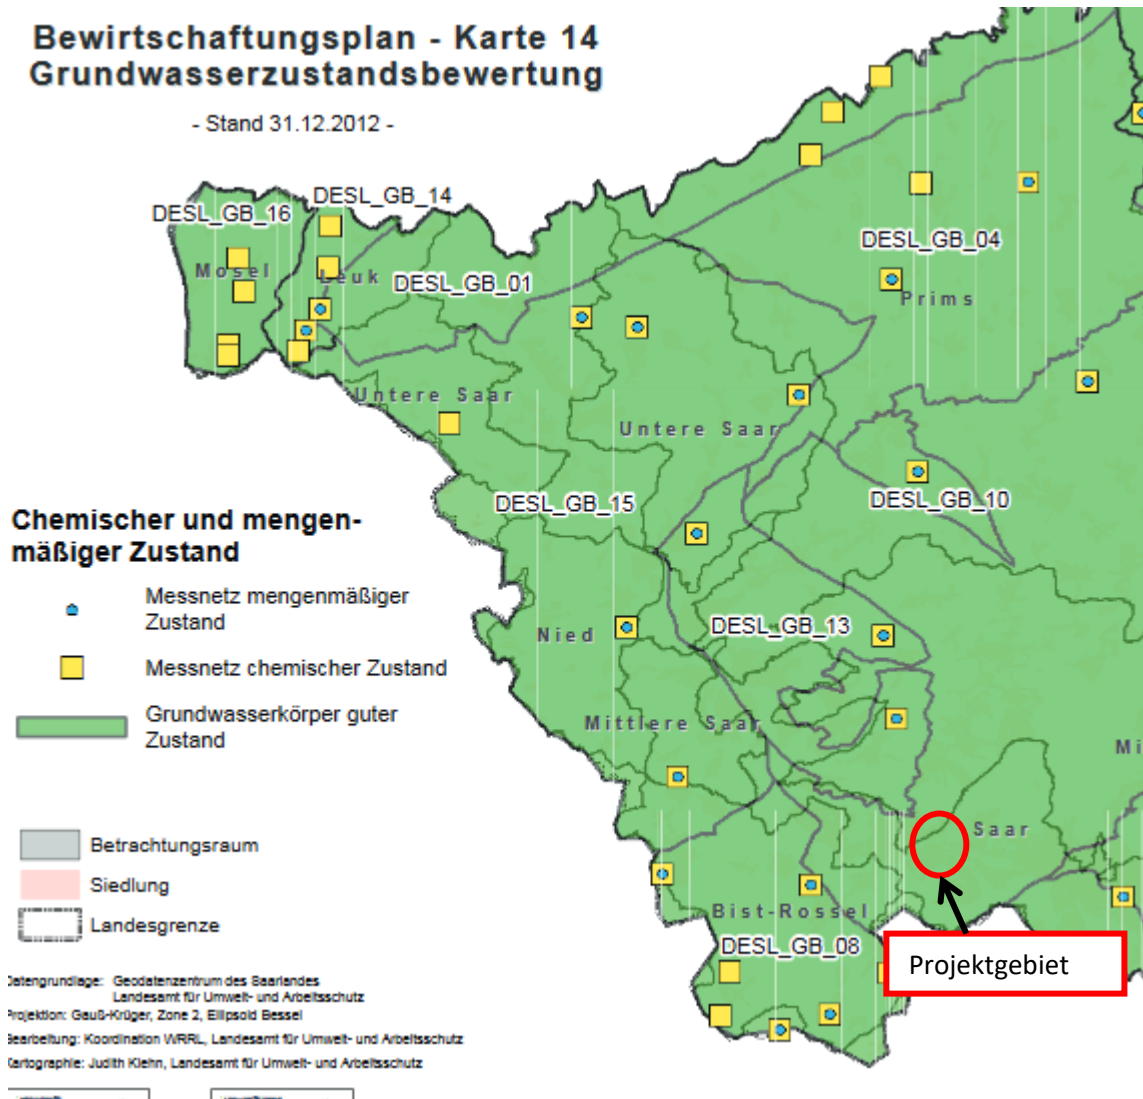 Bewirtschaftungsplan - Karte 14
Grundwasserzustandsbewertung
- Stand 31.12.2012 -
DESL_GB_14
DESL_GB_16
DESL_GB_04
Mosel
Leuk
DESL_GB_01
Prims
Untere Saar
Untere Saar
DESL_GB_15
DESL_GB_10
Chemischer und mengen-
mäßiger Zustand
Messnetz mengenmäßiger
Zustand
Messnetz chemischer Zustand
Grundwasserkörper guter
Zustand
Nied
DESL_GB_13
Mittlere Saar
Mi
Saar
Betrachtungsraum
Siedlung
Landesgrenze
Bist-Rossel
DESL_GB_08
Projektgebiet
Datengrundlage: Geodatenzentrum des Saarlandes
Landesamt für Umwelt- und Arbeitsschutz
Projektion: Gauß-Krüger, Zone 2, Ellipsoid Bessel
Bearbeitung: Koordination WRRL, Landesamt für Umwelt- und Arbeitsschutz
Kartographie: Judith Klehn, Landesamt für Umwelt- und Arbeitsschutz